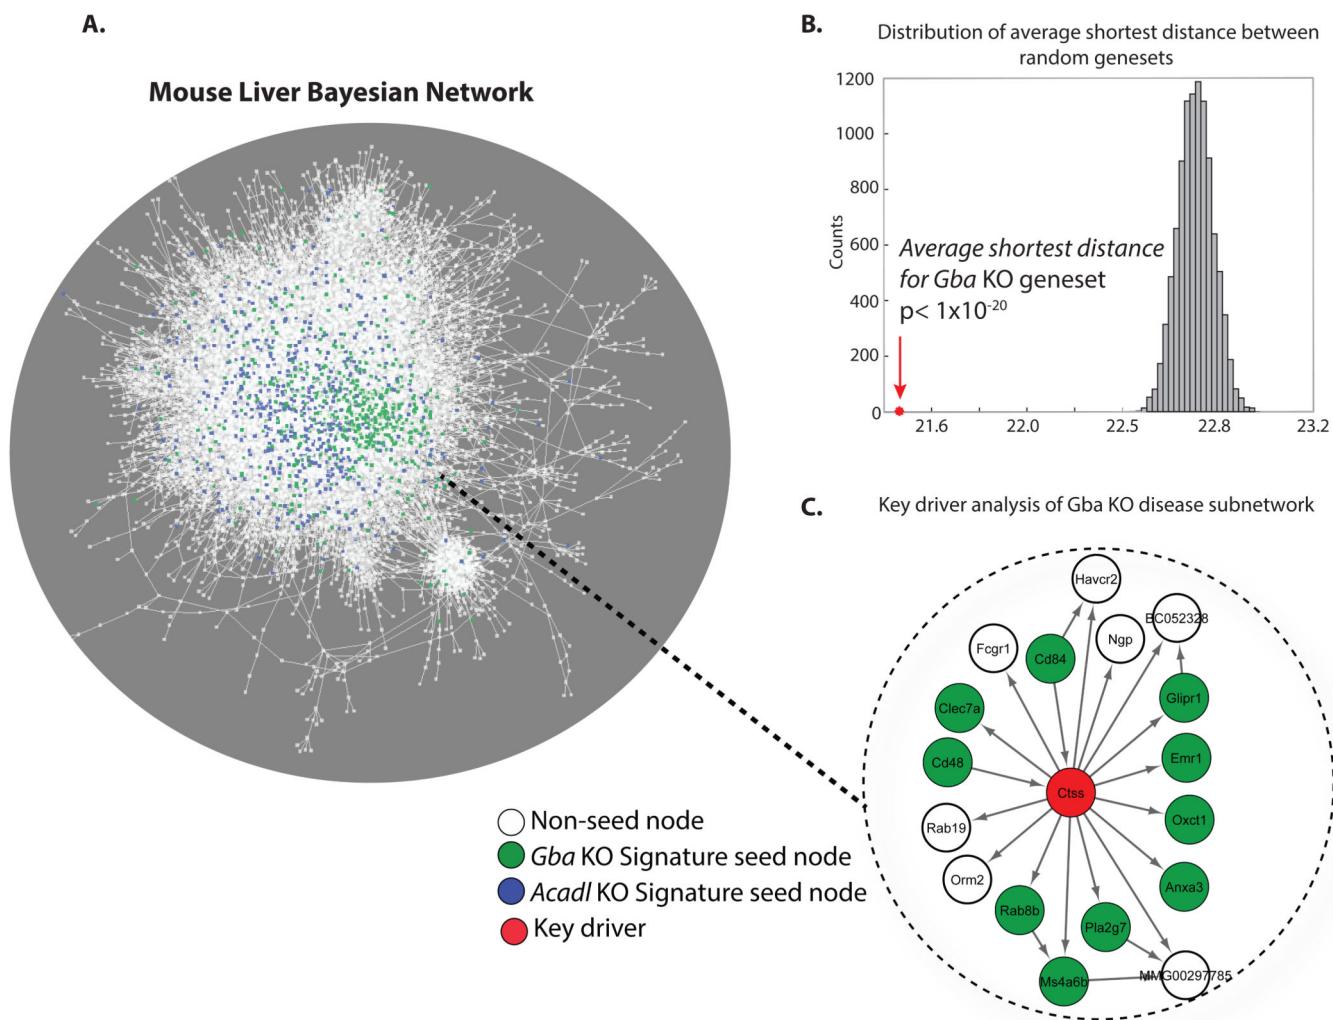 A.
Mouse Liver Bayesian Network
B.
Distribution of average shortest distance between
random genesets
1200
1000
800
600
400
200
0
Counts
Average shortest distance
for Gba KO geneset
p< 1x10⁻²⁰
21.6
22.0
22.5
22.8
23.2
C.
Key driver analysis of Gba KO disease subnetwork
Havcr2
BC052328
Ngp
Fcgr1
Cd84
Glipr1
Clec7a
Emr1
Cd48
Ctss
Oxct1
Rab19
Orm2
Anxa3
Rab8b
Pla2g7
Ms4a6b
MMG00297785
Non-seed node
Gba KO Signature seed node
Acadl KO Signature seed node
Key driver